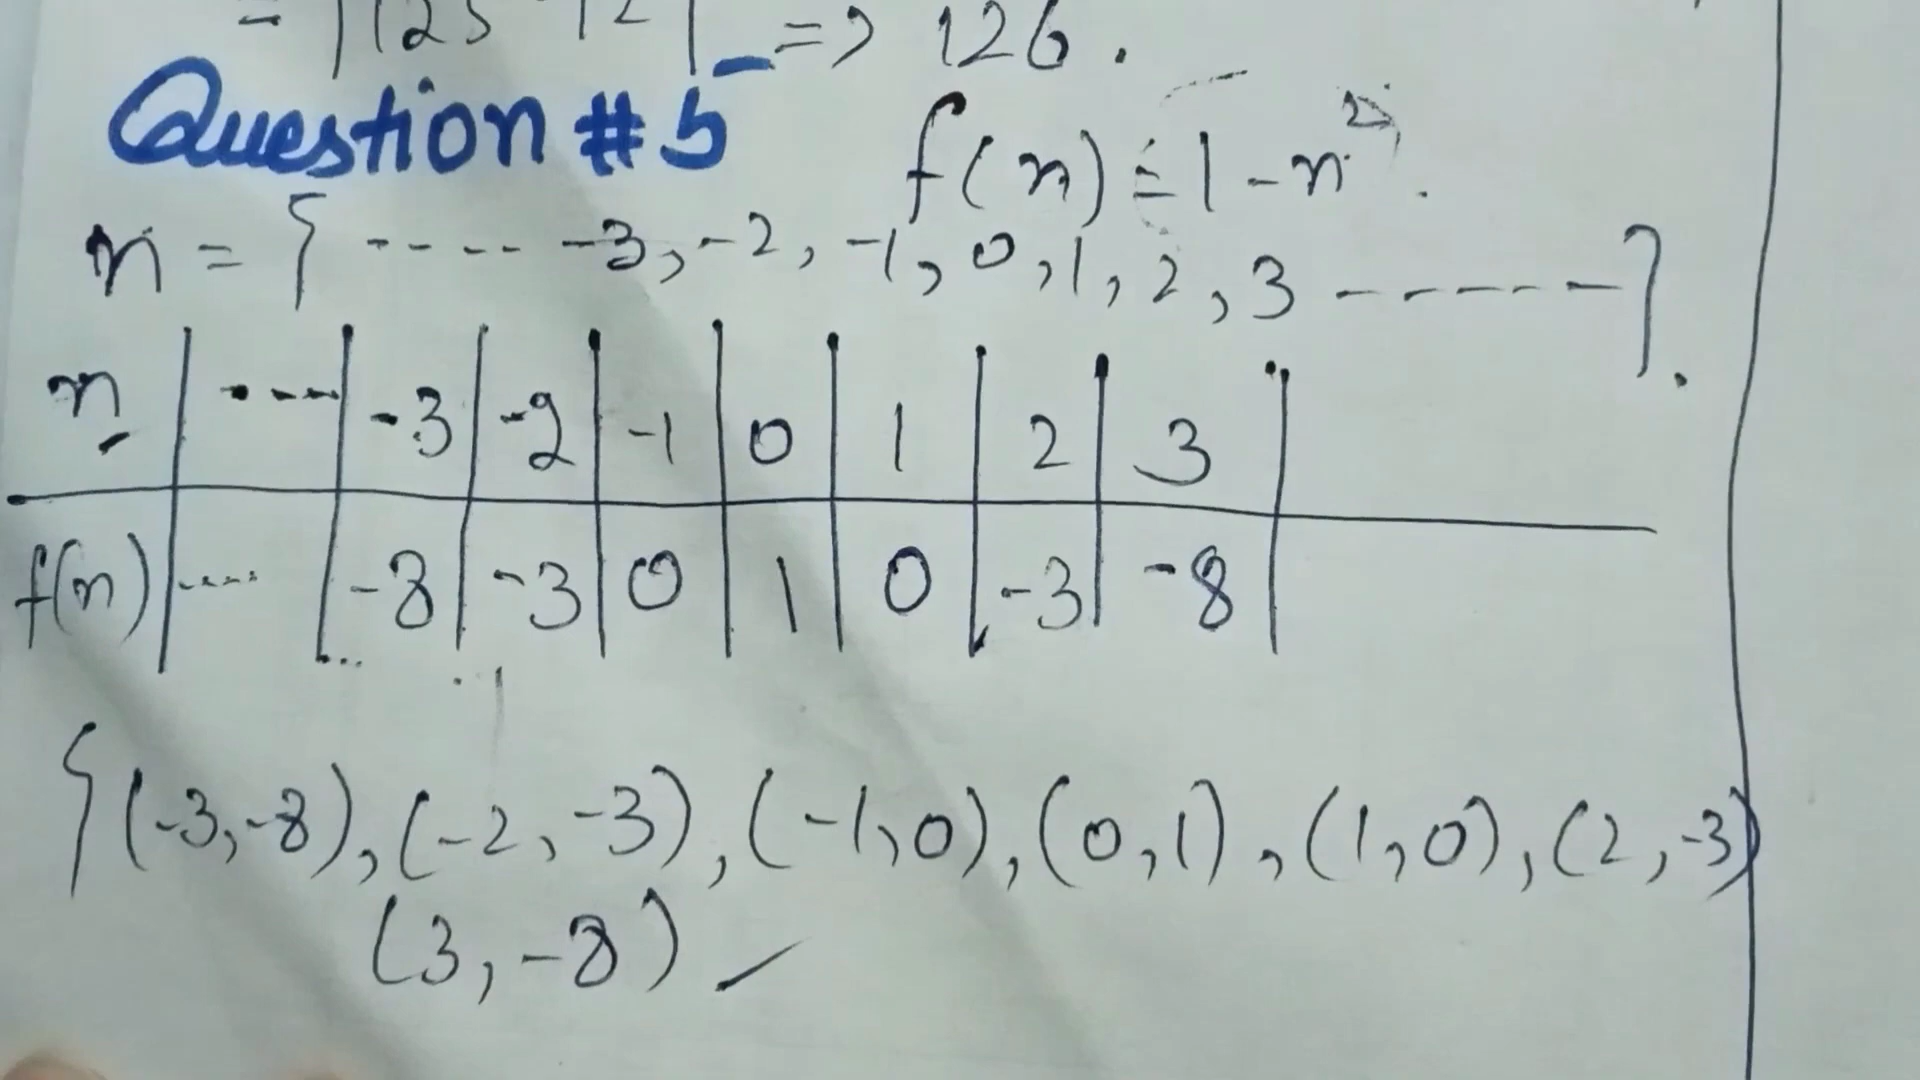 => 126.
Question #5
f(n) = 1 - n²
n = { ---- -3, -2, -1, 0, 1, 2, 3 ----- }.
n | ---- | -3 | -2 | -1 | 0 | 1 | 2 | 3 |
f(n) | ---- | -8 | -3 | 0 | 1 | 0 | -3 | -8 |
{ (-3,-8), (-2,-3), (-1,0), (0,1), (1,0), (2,-3)
(3,-8)